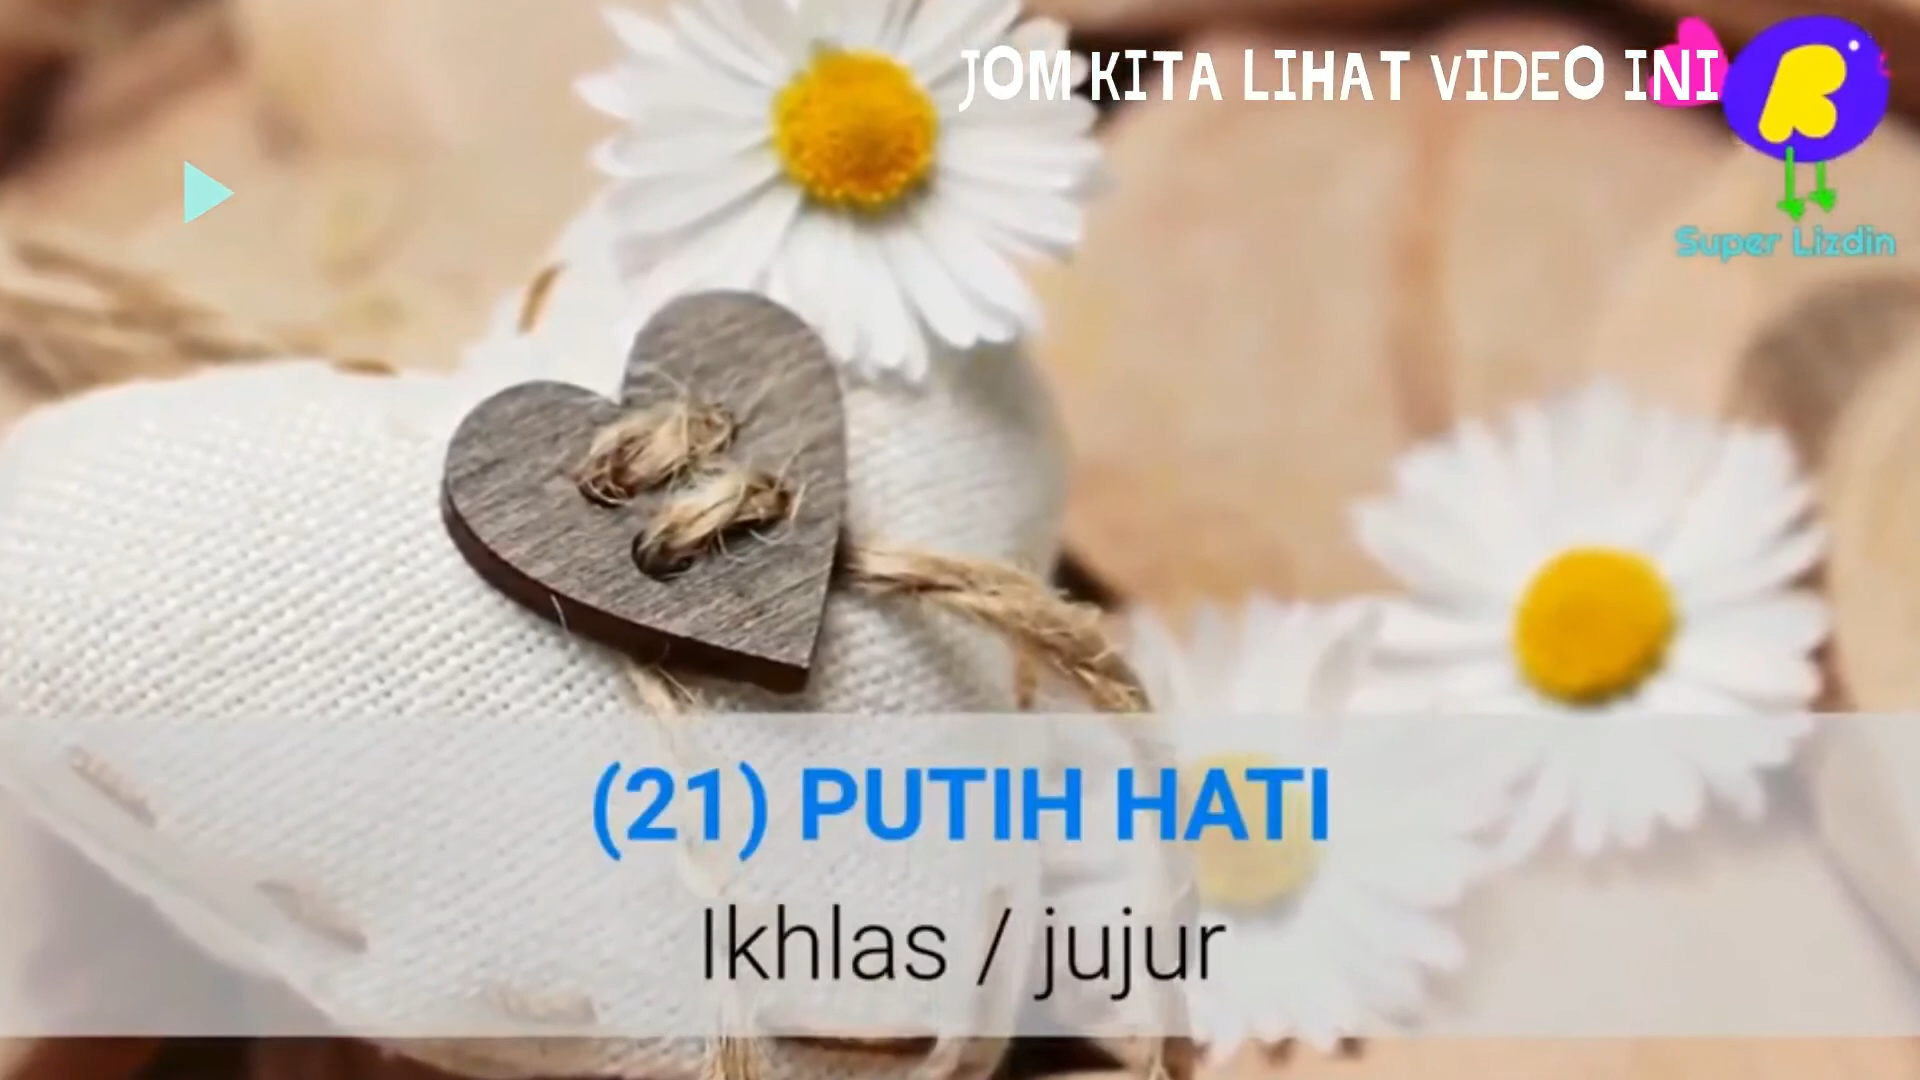 JOM KITA LIHAT VIDEO INI
Super Lizdin
(21) PUTIH HATI
Ikhlas / jujur